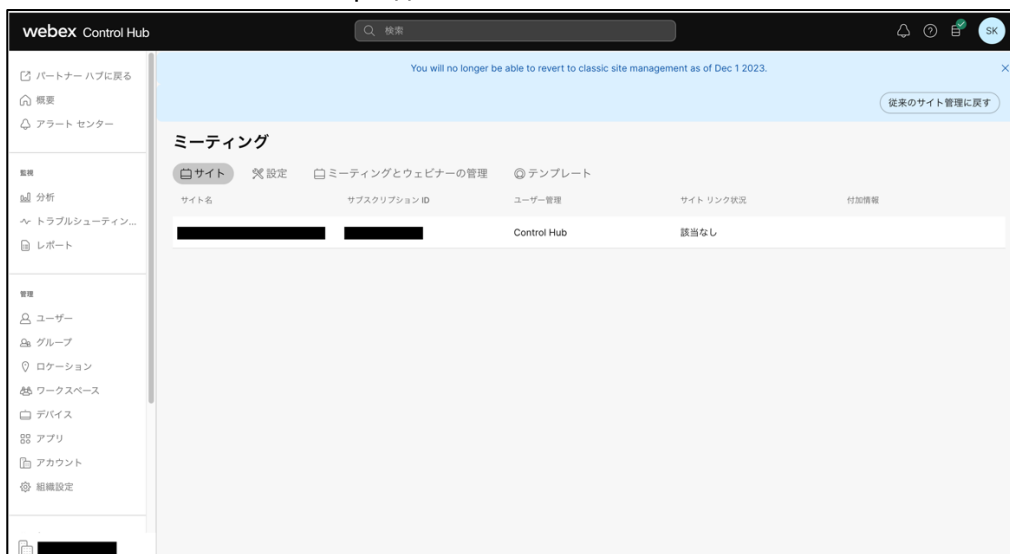 webex Control Hub
検索
SK
パートナー ハブに戻る
概要
アラート センター
監視
分析
トラブルシューティン...
レポート
管理
ユーザー
グループ
ロケーション
ワークスペース
デバイス
アプリ
アカウント
組織設定
You will no longer be able to revert to classic site management as of Dec 1 2023.
従来のサイト管理に戻す
ミーティング
サイト 設定 ミーティングとウェビナーの管理 テンプレート
サイト名 サブスクリプション ID ユーザー管理 サイト リンク状況 付加情報
Control Hub 該当なし